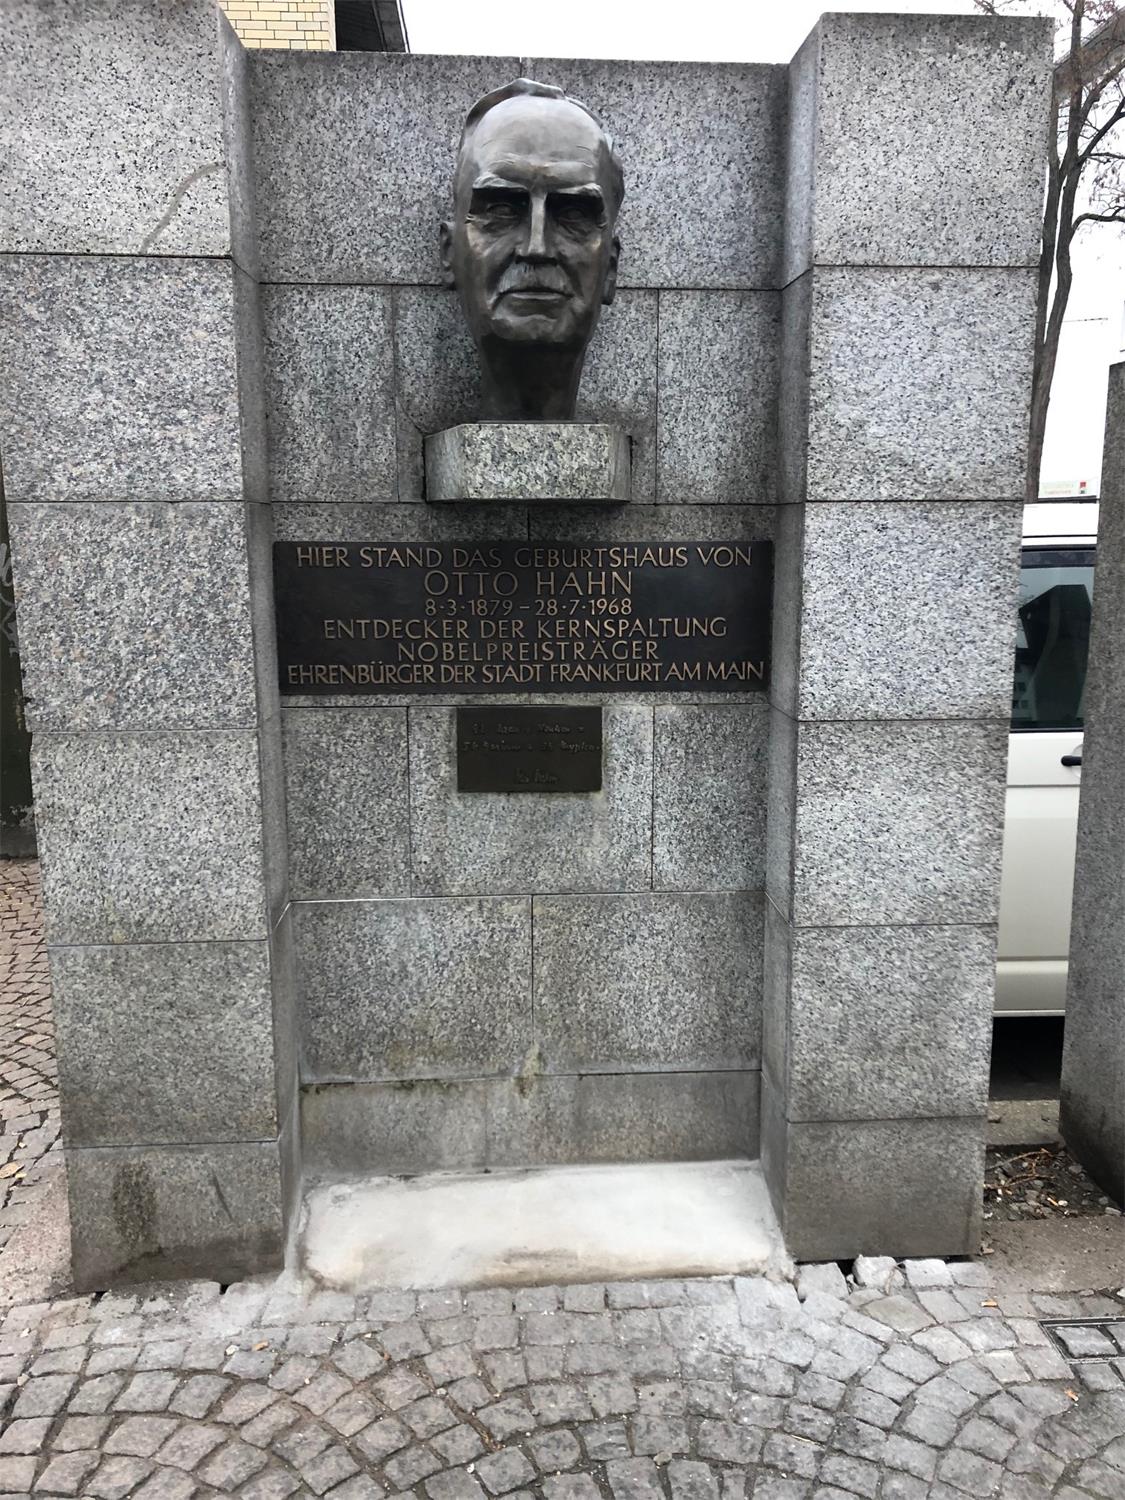 HIER STAND DAS GEBURTSHAUS VON
OTTO HAHN
8·3·1879 – 28·7·1968
ENTDECKER DER KERNSPALTUNG
NOBELPREISTRÄGER
EHRENBÜRGER DER STADT FRANKFURT AM MAIN